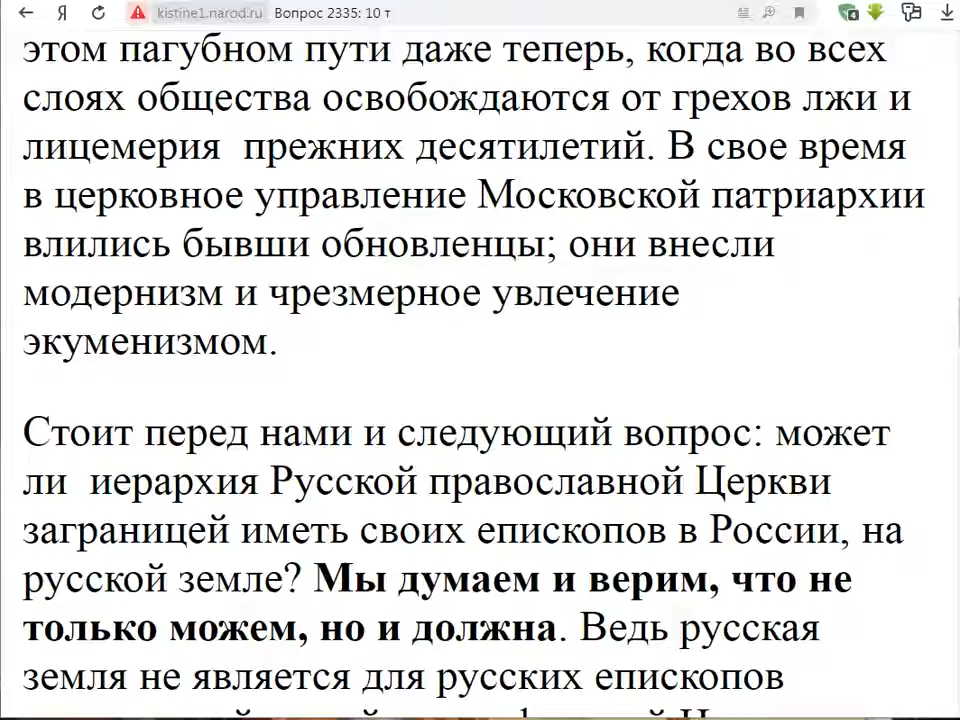 kistine1.narod.ru Вопрос 2335: 10 т
4
этом пагубном пути даже теперь, когда во всех
слоях общества освобождаются от грехов лжи и
лицемерия прежних десятилетий. В свое время
в церковное управление Московской патриархии
влились бывши обновленцы; они внесли
модернизм и чрезмерное увлечение
экуменизмом.
Стоит перед нами и следующий вопрос: может
ли иерархия Русской православной Церкви
заграницей иметь своих епископов в России, на
русской земле? Мы думаем и верим, что не
только можем, но и должна. Ведь русская
земля не является для русских епископов